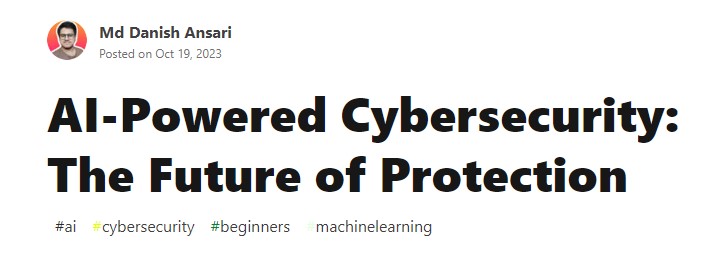 Md Danish Ansari
Posted on Oct 19, 2023
AI-Powered Cybersecurity:
The Future of Protection
#ai #cybersecurity #beginners #machinelearning